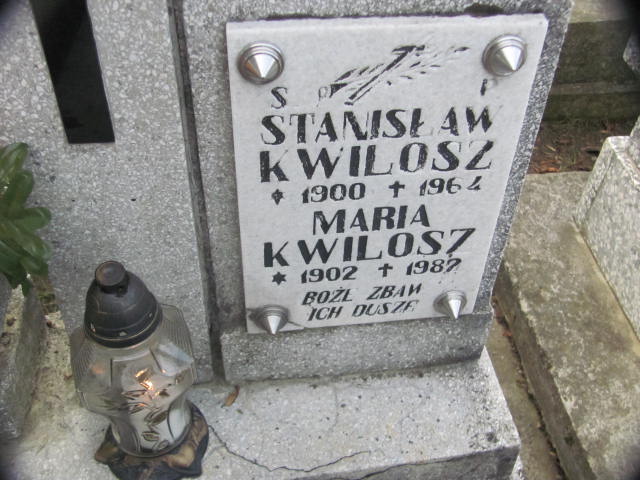 S P
STANISŁAW
KWILOSZ
* 1900 ✝ 1964
MARIA
KWILOSZ
* 1902 ✝ 1987
BOŻE ZBAW
ICH DUSZE